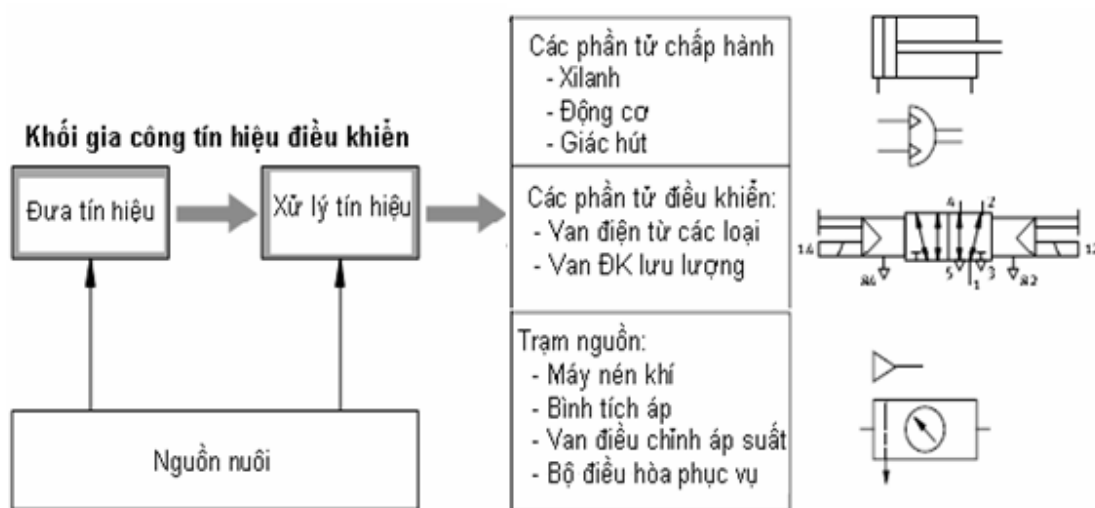 Khối gia công tín hiệu điều khiển
Đưa tín hiệu
Xử lý tín hiệu
Nguồn nuôi
Các phần tử chấp hành
- Xilanh
- Động cơ
- Giác hút
Các phần tử điều khiển:
- Van điện từ các loại
- Van ĐK lưu lượng
Trạm nguồn:
- Máy nén khí
- Bình tích áp
- Van điều chỉnh áp suất
- Bộ điều hòa phục vụ
4 2
14
84 5 3 82
1